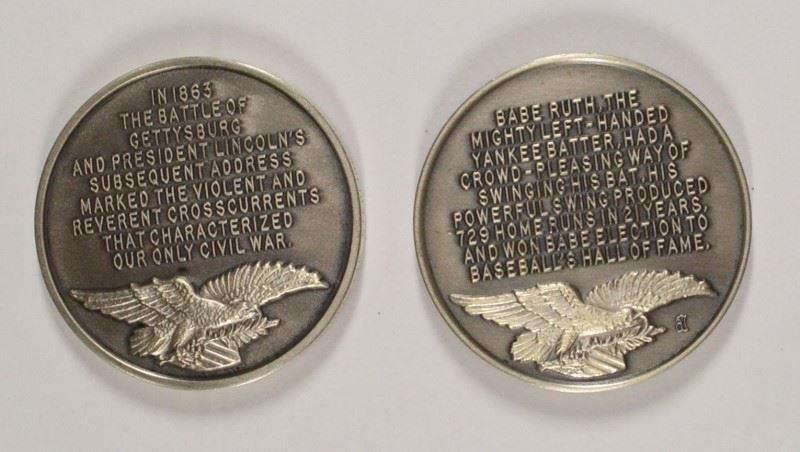 IN 1863
THE BATTLE OF
GETTYSBURG
AND PRESIDENT LINCOLN'S
SUBSEQUENT ADDRESS
MARKED THE VIOLENT AND
REVERENT CROSSCURRENTS
THAT CHARACTERIZED
OUR ONLY CIVIL WAR.
BABE RUTH, THE
MIGHTY LEFT-HANDED
YANKEE BATTER, HAD A
CROWD-PLEASING WAY OF
SWINGING HIS BAT. HIS
POWERFUL SWING PRODUCED
729 HOME RUNS IN 21 YEARS,
AND WON BABE ELECTION TO
BASEBALL'S HALL OF FAME.